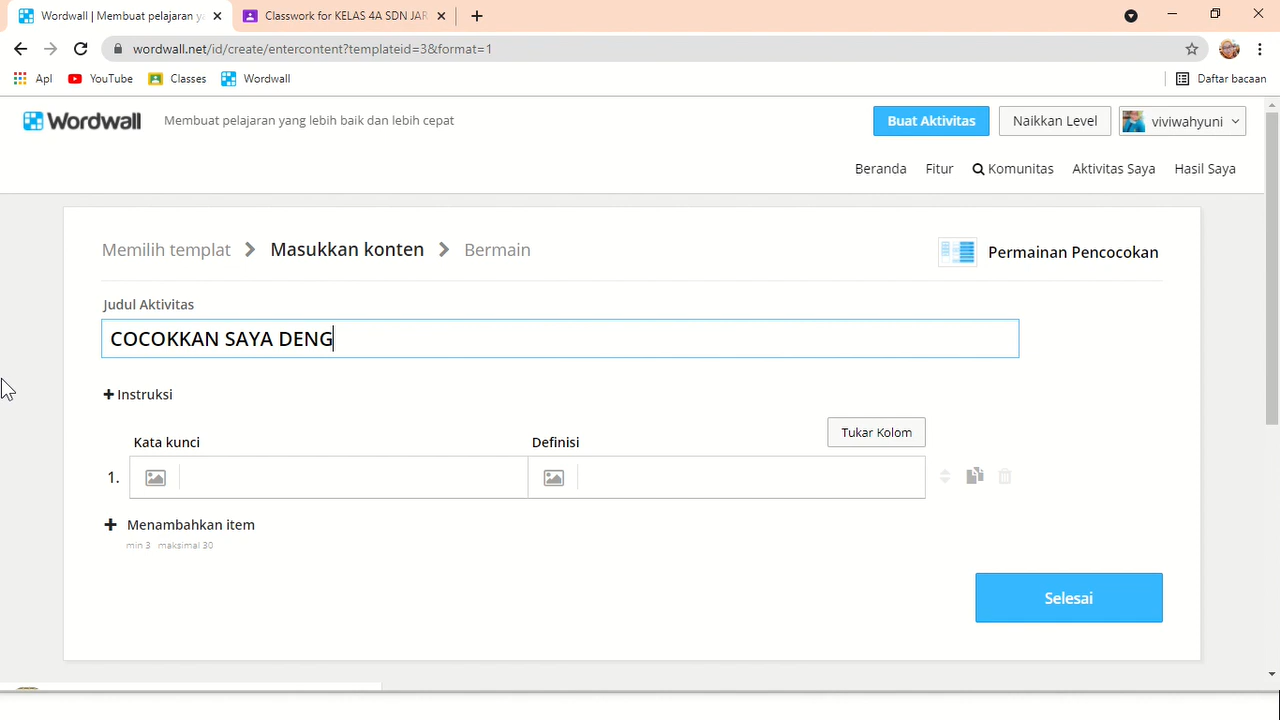 Wordwall | Membuat pelajaran ya
Classwork for KELAS 4A SDN JAR
wordwall.net/id/create/entercontent?templateid=3&format=1
Apl YouTube Classes Wordwall Daftar bacaan
Wordwall Membuat pelajaran yang lebih baik dan lebih cepat Buat Aktivitas Naikkan Level viviwahyuni
Beranda Fitur Komunitas Aktivitas Saya Hasil Saya
Memilih templat Masukkan konten Bermain Permainan Pencocokan
Judul Aktivitas
COCOKKAN SAYA DENG
+ Instruksi
Kata kunci Definisi Tukar Kolom
1.
+ Menambahkan item
min 3 maksimal 30
Selesai